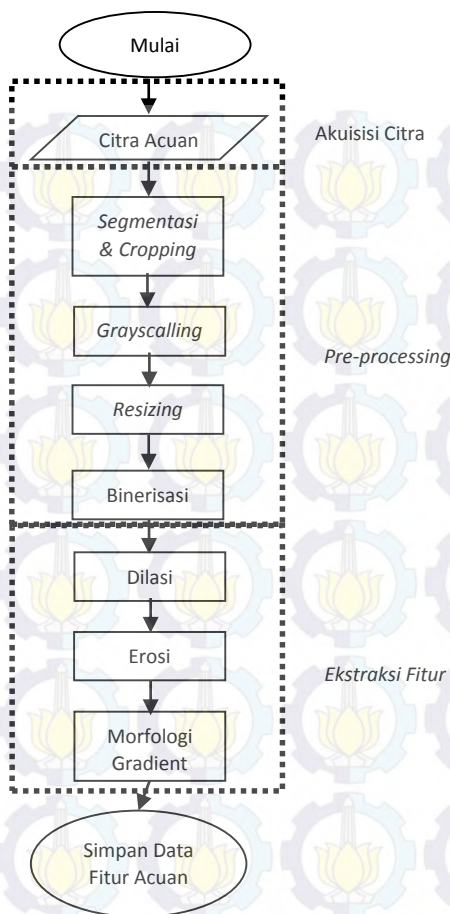 Mulai
Citra Acuan
Akuisisi Citra
Segmentasi
& Cropping
Grayscalling
Pre-processing
Resizing
Binerisasi
Dilasi
Erosi
Ekstraksi Fitur
Morfologi
Gradient
Simpan Data
Fitur Acuan